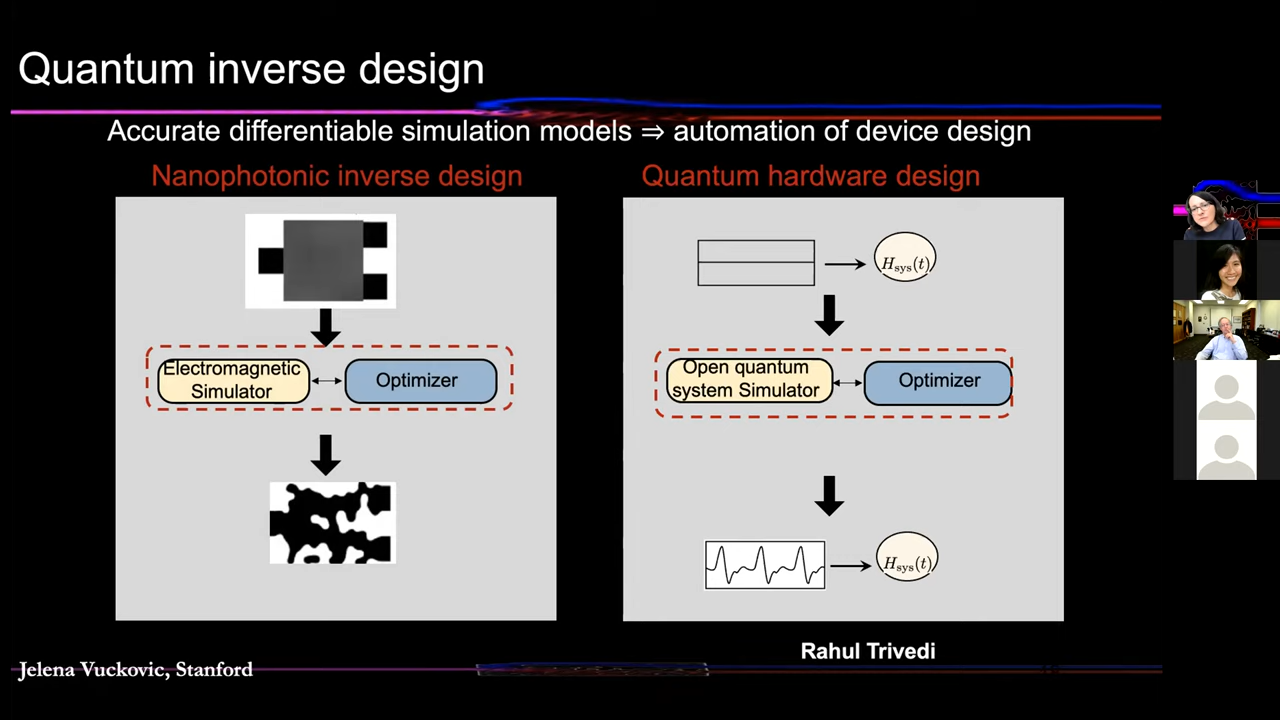 Quantum inverse design
Accurate differentiable simulation models ⇒ automation of device design
Nanophotonic inverse design
Quantum hardware design
H_sys(t)
Electromagnetic
Simulator
Optimizer
Open quantum
system Simulator
Optimizer
H_sys(t)
Rahul Trivedi
Jelena Vuckovic, Stanford